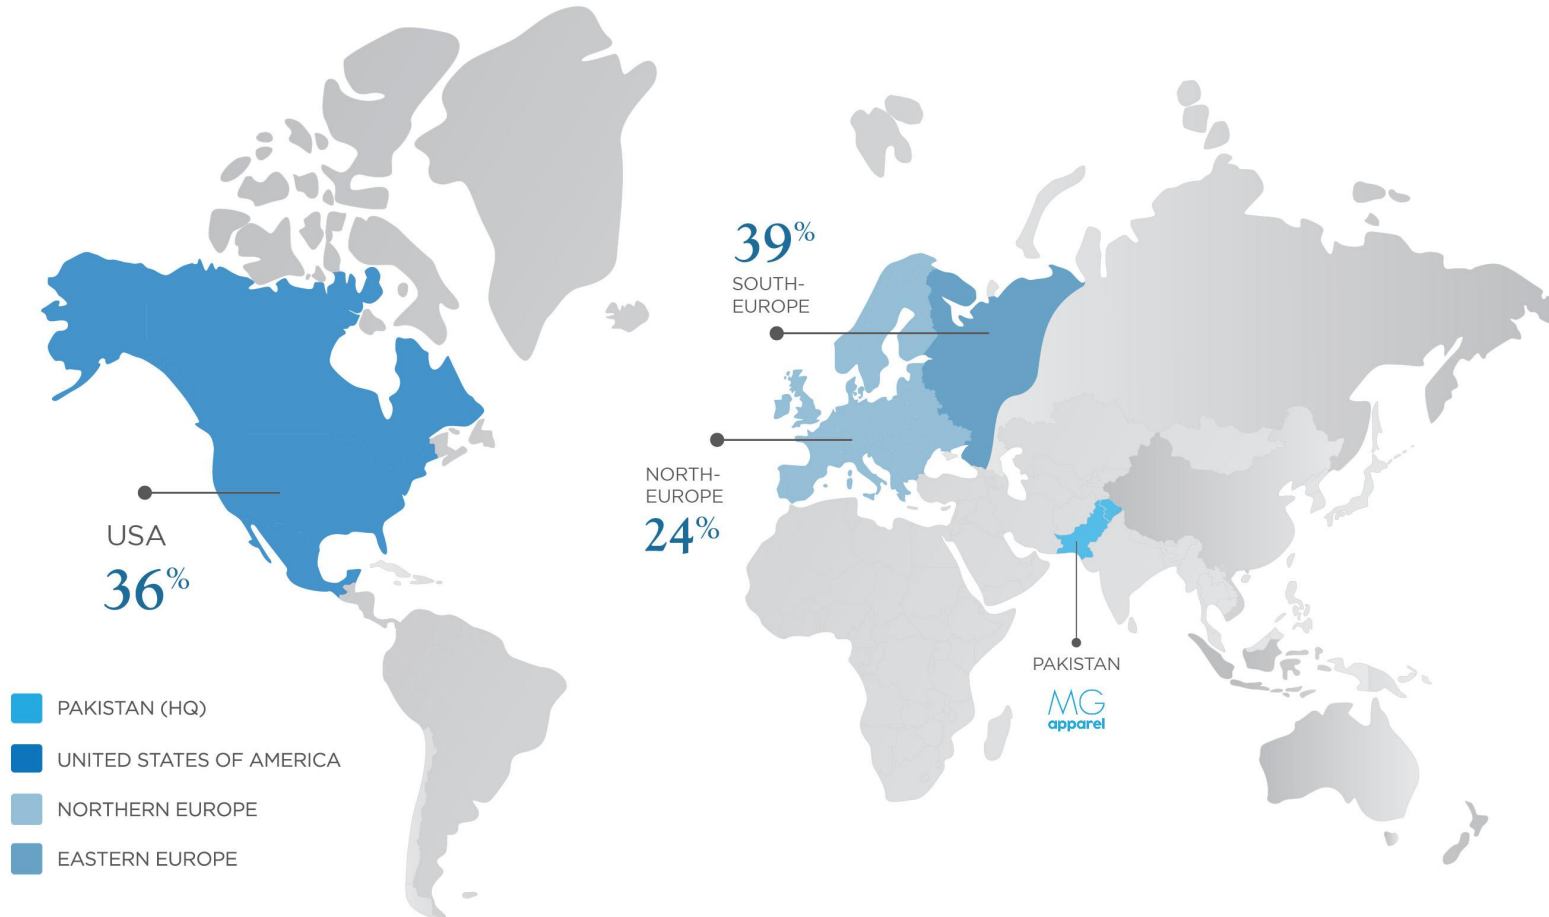 39%
SOUTH-
EUROPE
NORTH-
EUROPE
24%
USA
36%
PAKISTAN
MG
apparel
PAKISTAN (HQ)
UNITED STATES OF AMERICA
NORTHERN EUROPE
EASTERN EUROPE